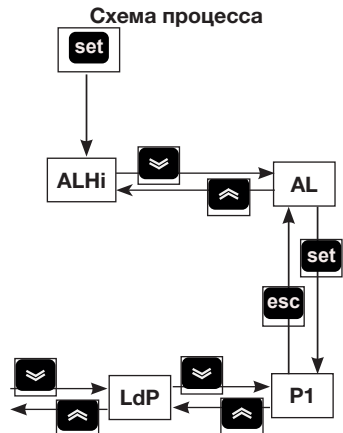 Схема процесса
set
ALHi
AL
set
esc
LdP
P1